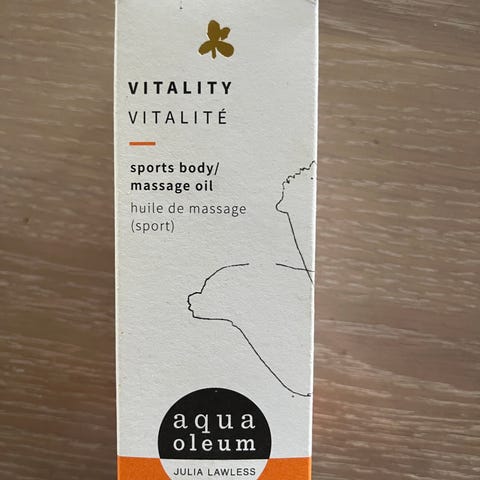 VITALITY
VITALITÉ
sports body/
massage oil
huile de massage
(sport)
aqua
oleum
JULIA LAWLESS